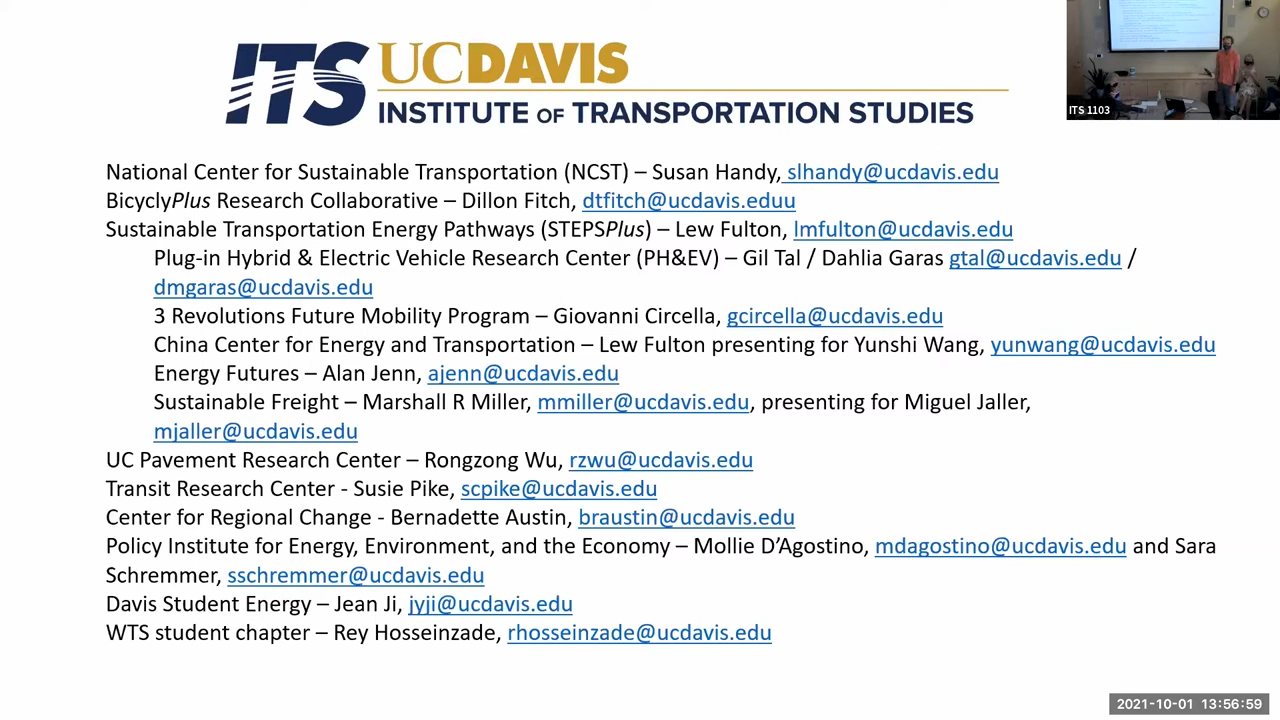 ITS UCDAVIS
INSTITUTE OF TRANSPORTATION STUDIES
ITS 1103
National Center for Sustainable Transportation (NCST) – Susan Handy, slhandy@ucdavis.edu
BicyclyPlus Research Collaborative – Dillon Fitch, dtfitch@ucdavis.eduu
Sustainable Transportation Energy Pathways (STEPSPlus) – Lew Fulton, lmfulton@ucdavis.edu
Plug-in Hybrid & Electric Vehicle Research Center (PH&EV) – Gil Tal / Dahlia Garas gtal@ucdavis.edu /
dmgaras@ucdavis.edu
3 Revolutions Future Mobility Program – Giovanni Circella, gcircella@ucdavis.edu
China Center for Energy and Transportation – Lew Fulton presenting for Yunshi Wang, yunwang@ucdavis.edu
Energy Futures – Alan Jenn, ajenn@ucdavis.edu
Sustainable Freight – Marshall R Miller, mmiller@ucdavis.edu, presenting for Miguel Jaller,
mjaller@ucdavis.edu
UC Pavement Research Center – Rongzong Wu, rzwu@ucdavis.edu
Transit Research Center - Susie Pike, scpike@ucdavis.edu
Center for Regional Change - Bernadette Austin, braustin@ucdavis.edu
Policy Institute for Energy, Environment, and the Economy – Mollie D’Agostino, mdagostino@ucdavis.edu and Sara
Schremmer, sschremmer@ucdavis.edu
Davis Student Energy – Jean Ji, jyji@ucdavis.edu
WTS student chapter – Rey Hosseinzade, rhosseinzade@ucdavis.edu
2021-10-01 13:56:59